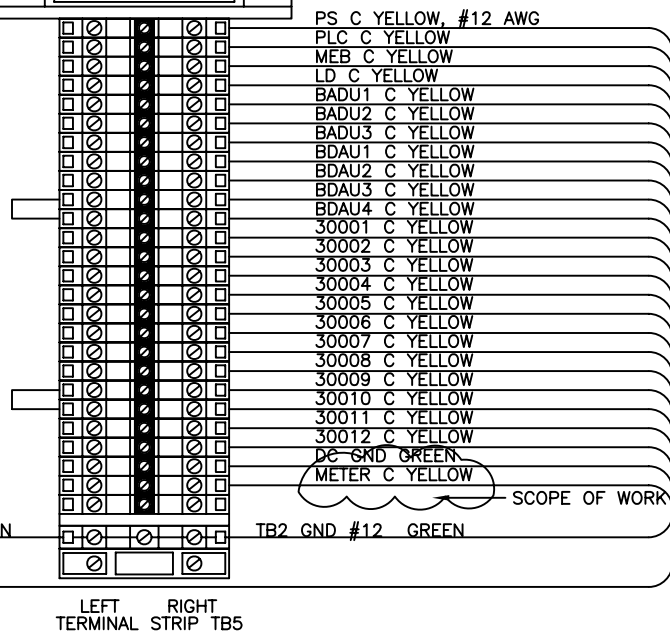 PS C YELLOW, #12 AWG
PLC C YELLOW
MEB C YELLOW
LD C YELLOW
BADU1 C YELLOW
BADU2 C YELLOW
BADU3 C YELLOW
BDAU1 C YELLOW
BDAU2 C YELLOW
BDAU3 C YELLOW
BDAU4 C YELLOW
30001 C YELLOW
30002 C YELLOW
30003 C YELLOW
30004 C YELLOW
30005 C YELLOW
30006 C YELLOW
30007 C YELLOW
30008 C YELLOW
30009 C YELLOW
30010 C YELLOW
30011 C YELLOW
30012 C YELLOW
DC GND GREEN
METER C YELLOW
SCOPE OF WORK
N
TB2 GND #12 GREEN
LEFT RIGHT
TERMINAL STRIP TB5